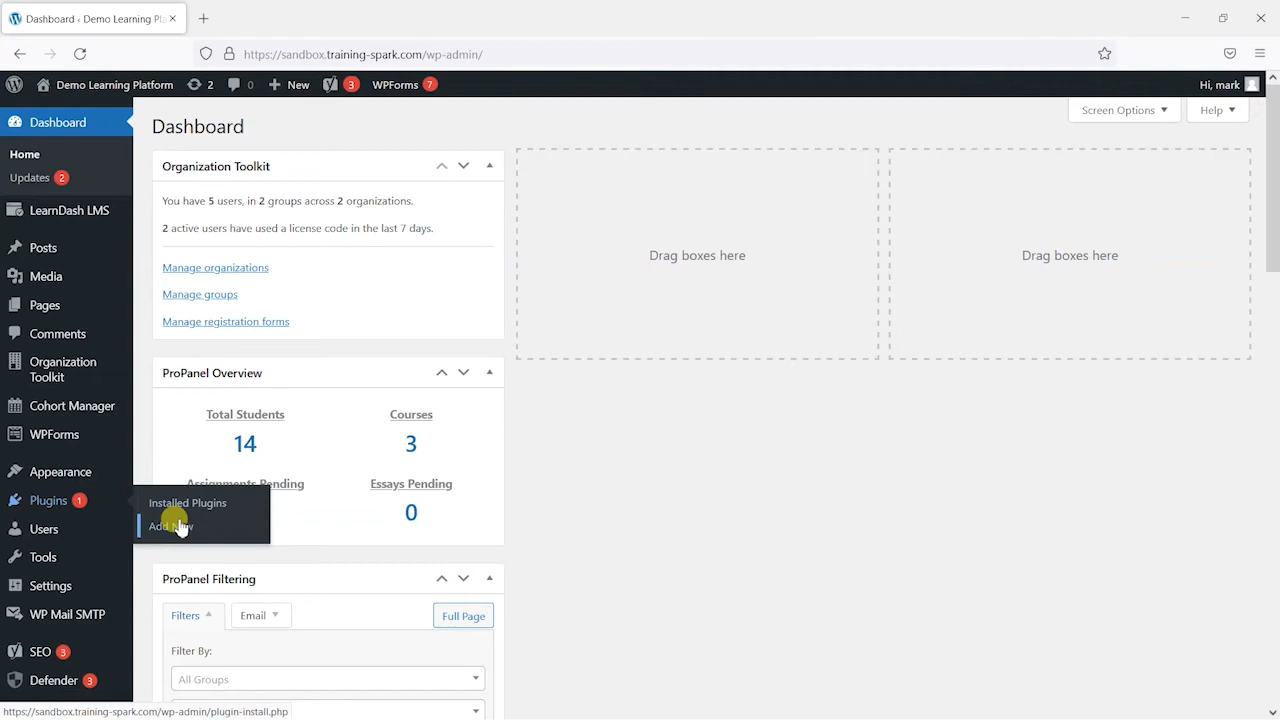 Dashboard ‹ Demo Learning Pla
https://sandbox.training-spark.com/wp-admin/
Demo Learning Platform
2
0
New
3
WPForms 7
Hi, mark
Dashboard
Home
Updates 2
LearnDash LMS
Posts
Media
Pages
Comments
Organization
Toolkit
Cohort Manager
WPForms
Appearance
Plugins 1
Users
Tools
Settings
WP Mail SMTP
SEO 3
Defender 3
Installed Plugins
Add New
Screen Options
Help
Dashboard
Organization Toolkit
You have 5 users, in 2 groups across 2 organizations.
2 active users have used a license code in the last 7 days.
Manage organizations
Manage groups
Manage registration forms
ProPanel Overview
Total Students Courses
14 3
Assignments Pending Essays Pending
0
ProPanel Filtering
Filters Email Full Page
Filter By:
All Groups
Drag boxes here
Drag boxes here
https://sandbox.training-spark.com/wp-admin/plugin-install.php